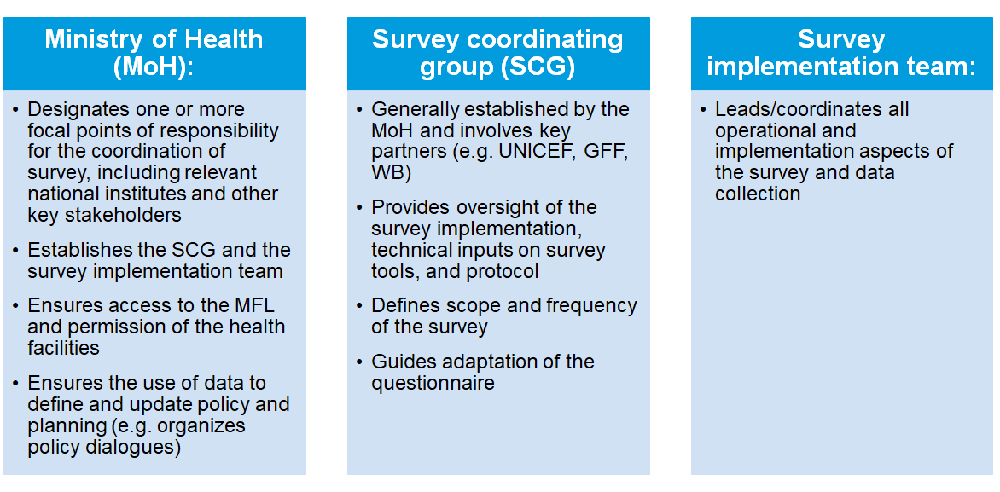 Ministry of Health
(MoH):
• Designates one or more
focal points of responsibility
for the coordination of
survey, including relevant
national institutes and other
key stakeholders
• Establishes the SCG and the
survey implementation team
• Ensures access to the MFL
and permission of the health
facilities
• Ensures the use of data to
define and update policy and
planning (e.g. organizes
policy dialogues)
Survey coordinating
group (SCG)
• Generally established by the
MoH and involves key
partners (e.g. UNICEF, GFF,
WB)
• Provides oversight of the
survey implementation,
technical inputs on survey
tools, and protocol
• Defines scope and frequency
of the survey
• Guides adaptation of the
questionnaire
Survey
implementation team:
• Leads/coordinates all
operational and
implementation aspects of
the survey and data
collection